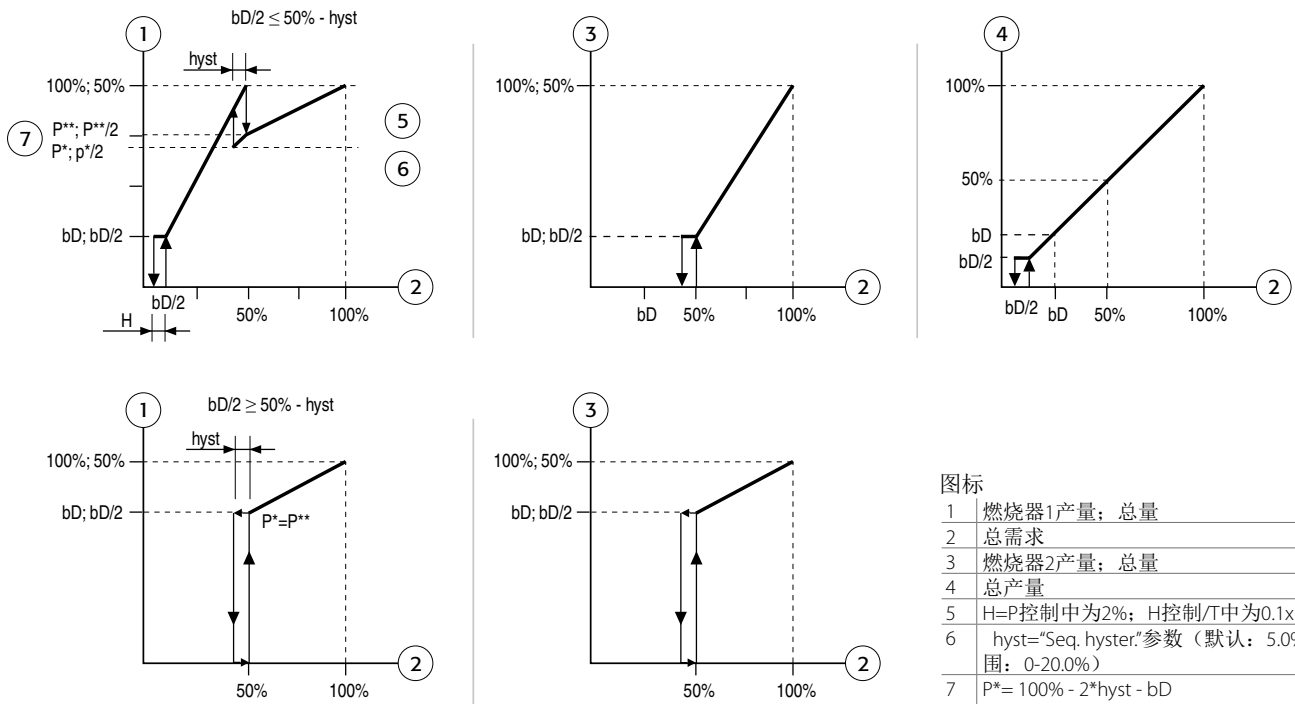 bD/2 ≤ 50% - hyst
1
hyst
100%; 50%
7
P**; P**/2
P*; p*/2
5
6
bD; bD/2
bD/2
H
50%
100%
2
3
100%; 50%
bD; bD/2
bD
50%
100%
2
4
100%
50%
bD
bD/2
bD/2
bD
50%
100%
2
bD/2 ≥ 50% - hyst
1
hyst
100%; 50%
bD; bD/2
P*=P**
50%
100%
2
3
100%; 50%
bD; bD/2
50%
100%
2
图标
1 燃烧器1产量；总量
2 总需求
3 燃烧器2产量；总量
4 总产量
5 H=P控制中为2%；H控制/T中为0.1x
6 hyst=“Seq. hyster.”参数（默认：5.0%
围：0-20.0%）
7 P*= 100% - 2*hyst - bD